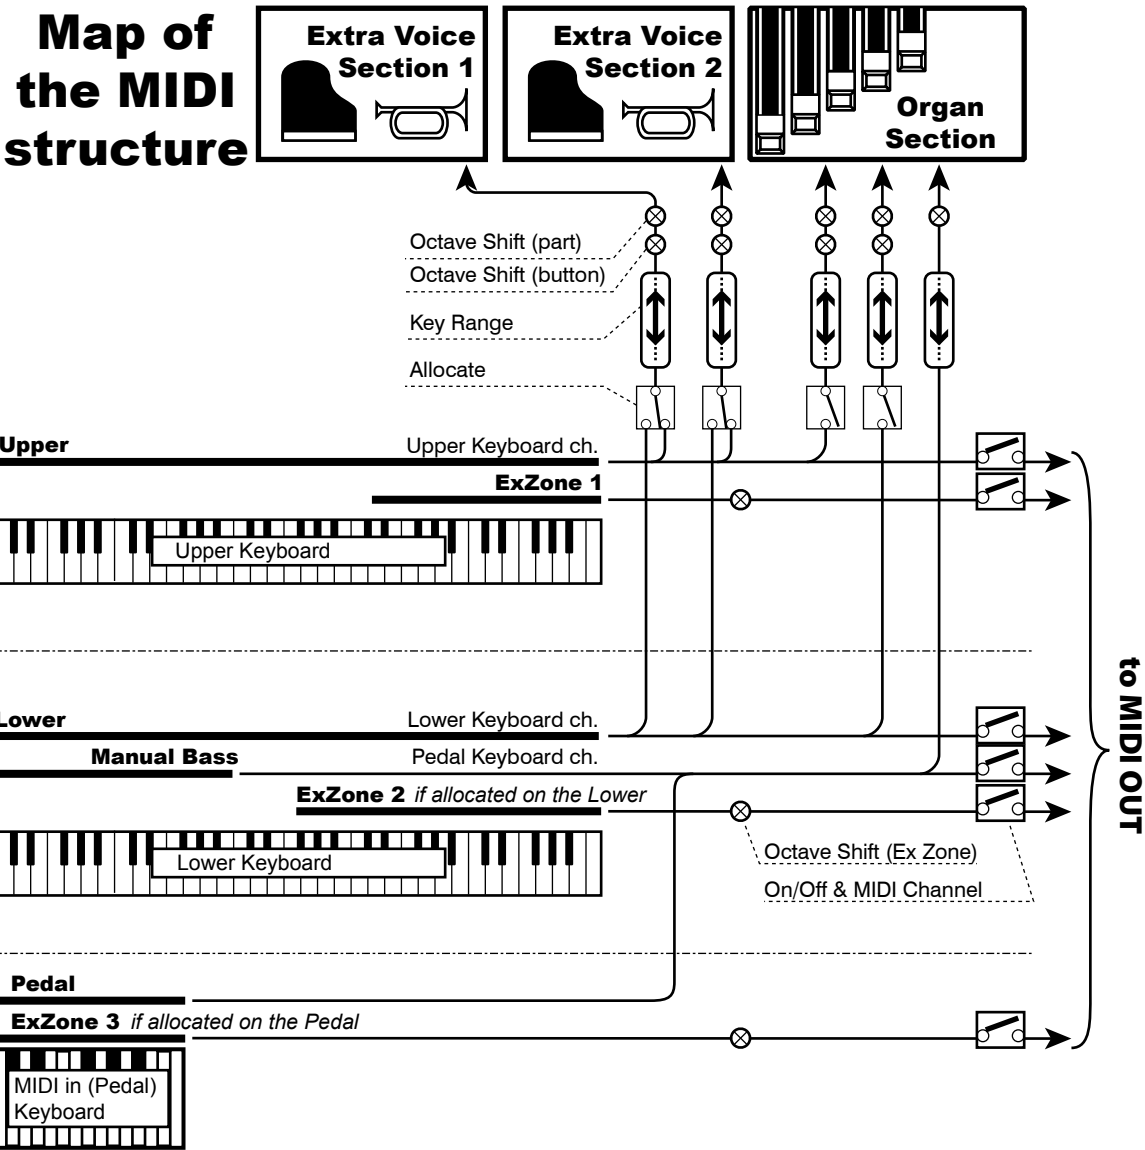 Map of
the MIDI
structure
Extra Voice
Section 1
Extra Voice
Section 2
Organ
Section
Octave Shift (part)
Octave Shift (button)
Key Range
Allocate
Upper
Upper Keyboard ch.
ExZone 1
Upper Keyboard
Lower
Lower Keyboard ch.
Manual Bass
Pedal Keyboard ch.
ExZone 2 if allocated on the Lower
Lower Keyboard
Octave Shift (Ex Zone)
On/Off & MIDI Channel
to MIDI OUT
Pedal
ExZone 3 if allocated on the Pedal
MIDI in (Pedal)
Keyboard